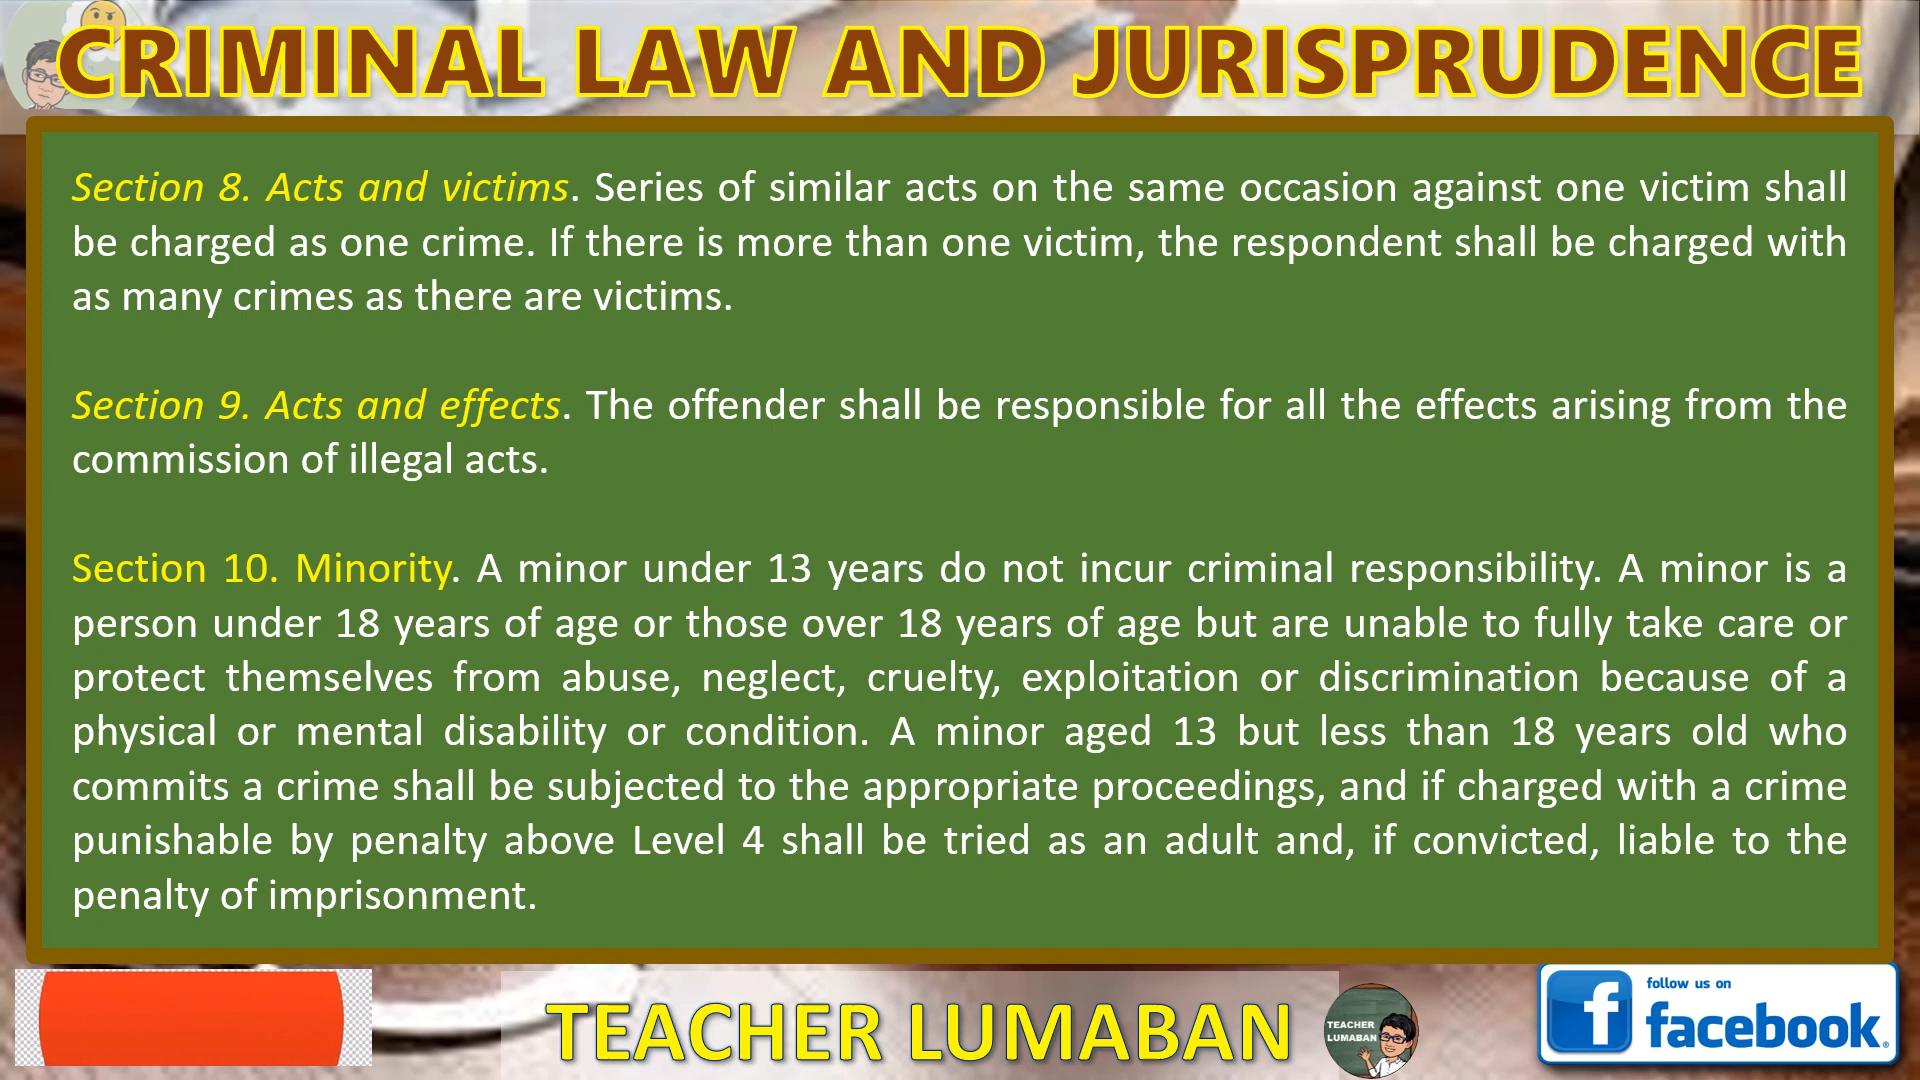 CRIMINAL LAW AND JURISPRUDENCE
Section 8. Acts and victims. Series of similar acts on the same occasion against one victim shall
be charged as one crime. If there is more than one victim, the respondent shall be charged with
as many crimes as there are victims.
Section 9. Acts and effects. The offender shall be responsible for all the effects arising from the
commission of illegal acts.
Section 10. Minority. A minor under 13 years do not incur criminal responsibility. A minor is a
person under 18 years of age or those over 18 years of age but are unable to fully take care or
protect themselves from abuse, neglect, cruelty, exploitation or discrimination because of a
physical or mental disability or condition. A minor aged 13 but less than 18 years old who
commits a crime shall be subjected to the appropriate proceedings, and if charged with a crime
punishable by penalty above Level 4 shall be tried as an adult and, if convicted, liable to the
penalty of imprisonment.
TEACHER LUMABAN
TEACHER
LUMABAN
f
follow us on
facebook